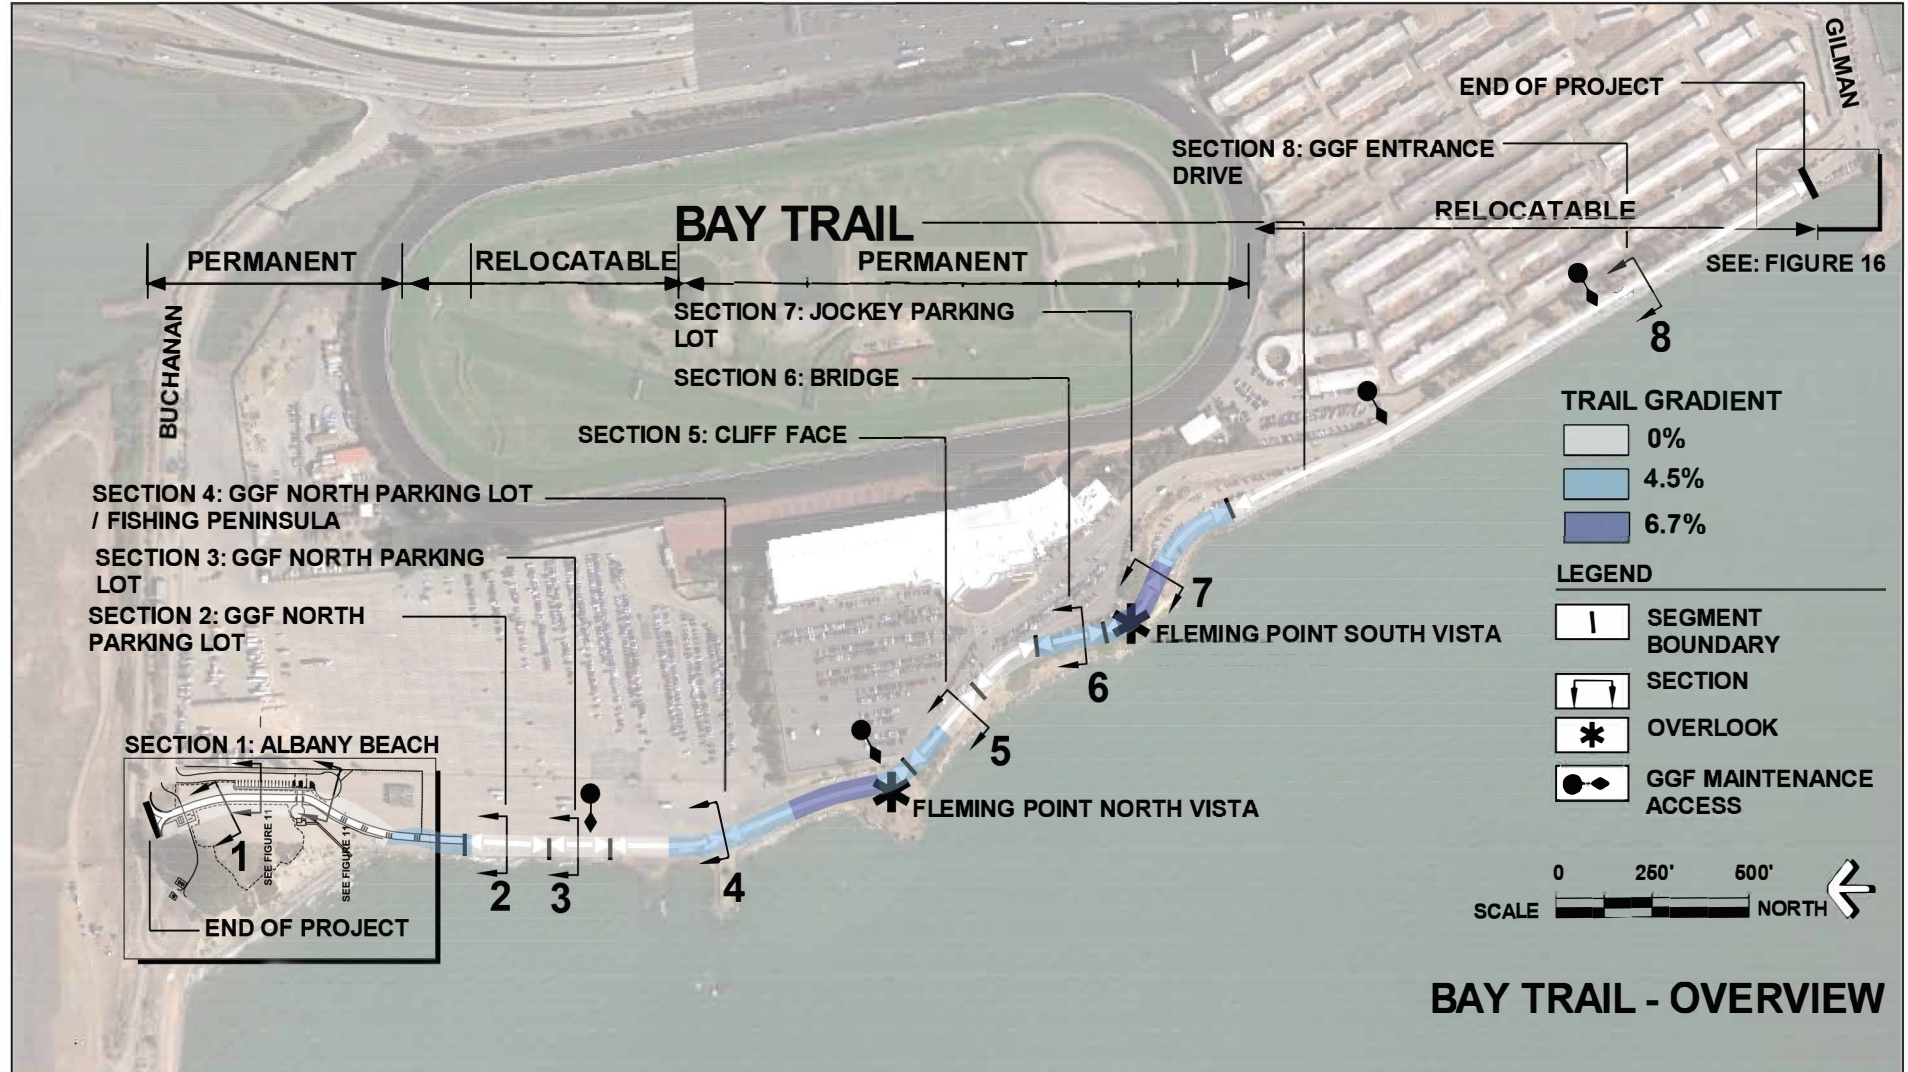 GILMAN
END OF PROJECT
SECTION 8: GGF ENTRANCE
DRIVE
BAY TRAIL
RELOCATABLE
PERMANENT
RELOCATABLE
PERMANENT
SEE: FIGURE 16
BUCHANAN
SECTION 7: JOCKEY PARKING
LOT
SECTION 6: BRIDGE
SECTION 5: CLIFF FACE
SECTION 4: GGF NORTH PARKING LOT
/ FISHING PENINSULA
SECTION 3: GGF NORTH PARKING
LOT
SECTION 2: GGF NORTH
PARKING LOT
SECTION 1: ALBANY BEACH
8
7
FLEMING POINT SOUTH VISTA
6
5
FLEMING POINT NORTH VISTA
1
SEE FIGURE 11
SEE FIGURE 11
2
3
4
END OF PROJECT
TRAIL GRADIENT
0%
4.5%
6.7%
LEGEND
SEGMENT
BOUNDARY
SECTION
OVERLOOK
GGF MAINTENANCE
ACCESS
0 250' 500'
SCALE
NORTH
BAY TRAIL - OVERVIEW